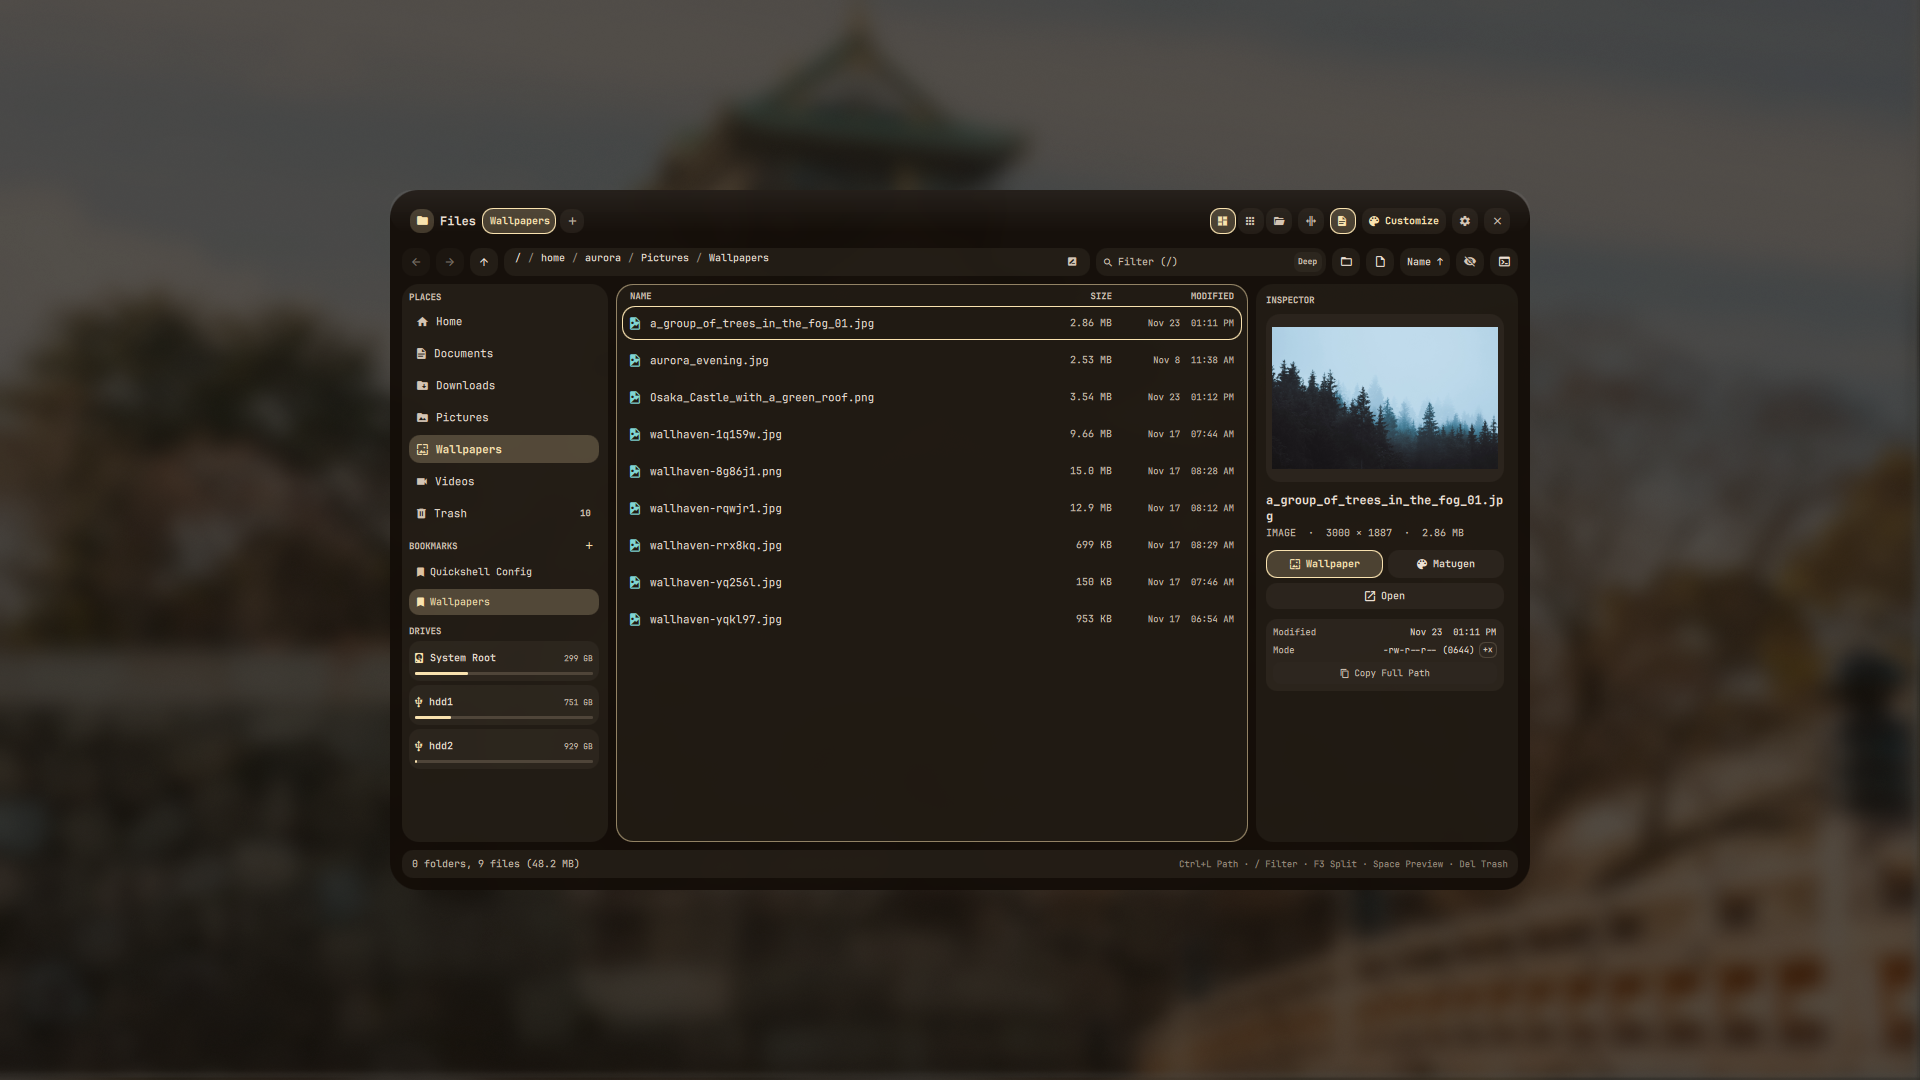 Files Wallpapers +
Customize
/ / home / aurora / Pictures / Wallpapers
Filter (/) Deep
Name ↑
PLACES
Home
Documents
Downloads
Pictures
Wallpapers
Videos
Trash 10
BOOKMARKS +
Quickshell Config
Wallpapers
DRIVES
System Root 299 GB
hdd1 751 GB
hdd2 929 GB
NAME SIZE MODIFIED
a_group_of_trees_in_the_fog_01.jpg 2.86 MB Nov 23 01:11 PM
aurora_evening.jpg 2.53 MB Nov 8 11:38 AM
Osaka_Castle_with_a_green_roof.png 3.54 MB Nov 23 01:12 PM
wallhaven-1q159w.jpg 9.66 MB Nov 17 07:44 AM
wallhaven-8g86j1.png 15.0 MB Nov 17 08:28 AM
wallhaven-rqwjr1.jpg 12.9 MB Nov 17 08:12 AM
wallhaven-rrx8kq.jpg 699 KB Nov 17 08:29 AM
wallhaven-yq256l.jpg 150 KB Nov 17 07:46 AM
wallhaven-yqkl97.jpg 953 KB Nov 17 06:54 AM
INSPECTOR
a_group_of_trees_in_the_fog_01.jp
g
IMAGE · 3000 × 1887 · 2.86 MB
Wallpaper Matugen
Open
Modified Nov 23 01:11 PM
Mode -rw-r--r-- (0644) +x
Copy Full Path
0 folders, 9 files (48.2 MB)
Ctrl+L Path · / Filter · F3 Split · Space Preview · Del Trash